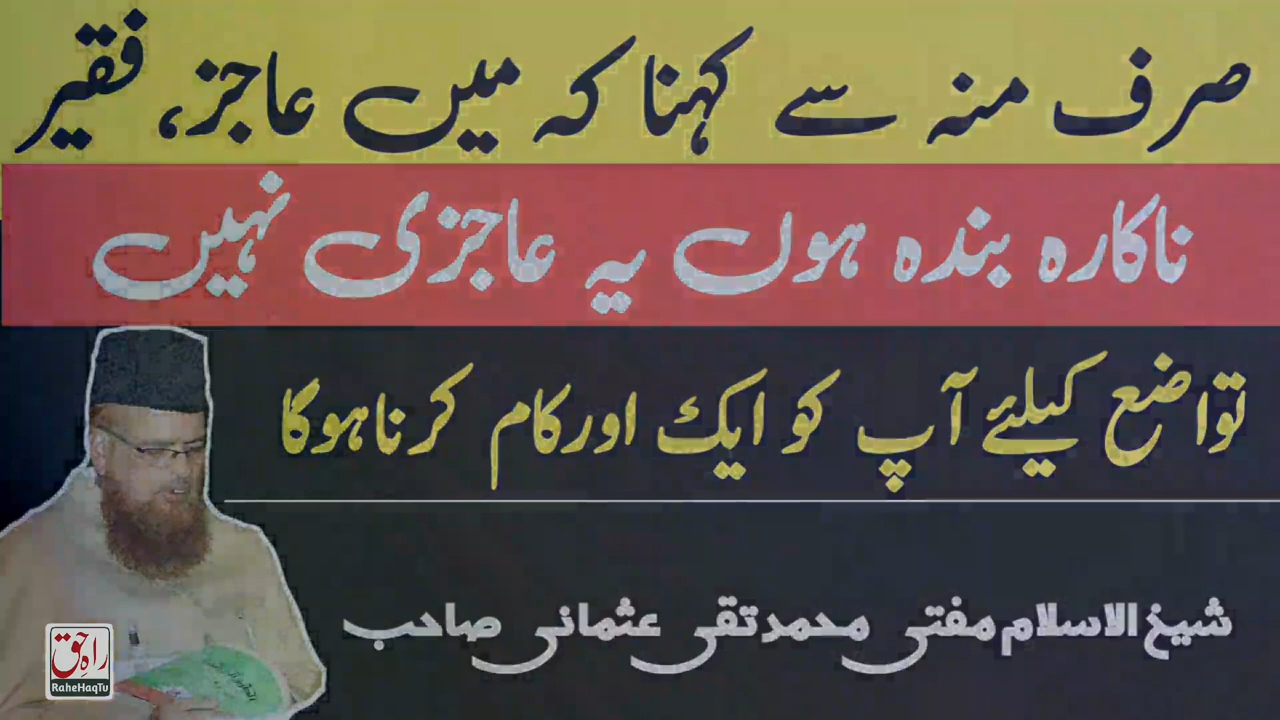 صرف منہ سے کہنا کہ میں عاجز، فقیر
ناکارہ بندہ ہوں یہ عاجزی نہیں
تواضع کیلئے آپ کو ایک اور کام کرنا ہوگا
شیخ الاسلام مفتی محمد تقی عثمانی صاحب
راہ حق
RaheHaqTv